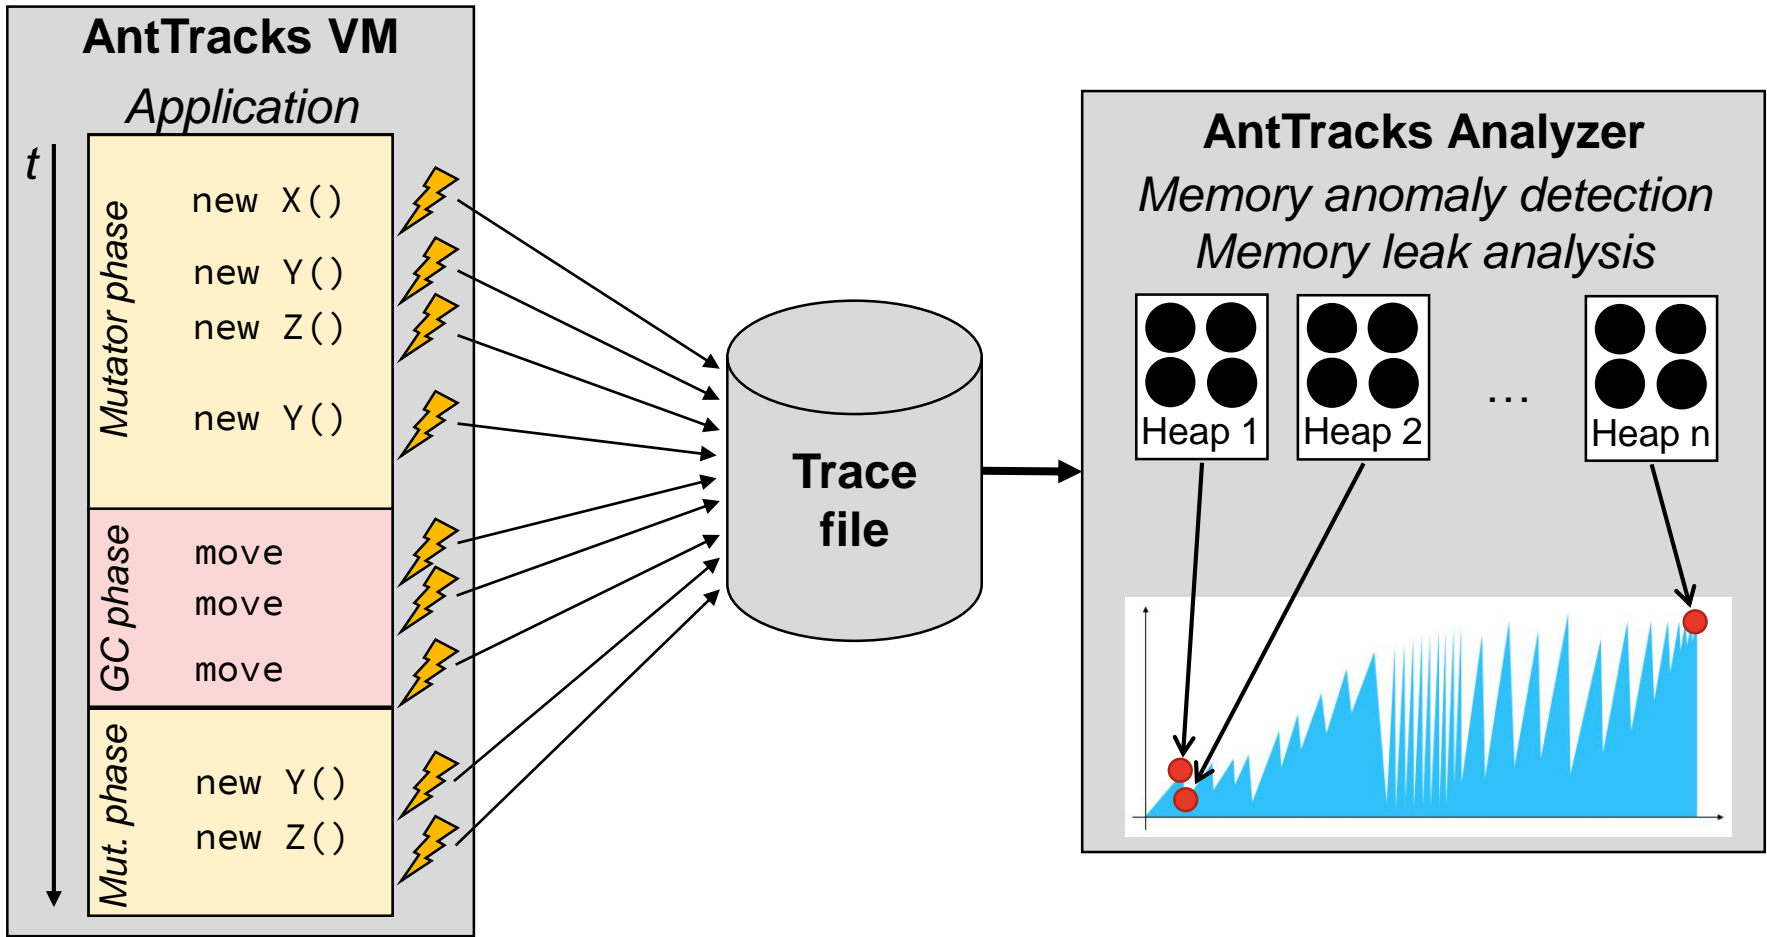 AntTracks VM
Application
t
Mutator phase
new X()
new Y()
new Z()
new Y()
GC phase
move
move
move
Mut. phase
new Y()
new Z()
Trace
file
AntTracks Analyzer
Memory anomaly detection
Memory leak analysis
Heap 1
Heap 2
...
Heap n